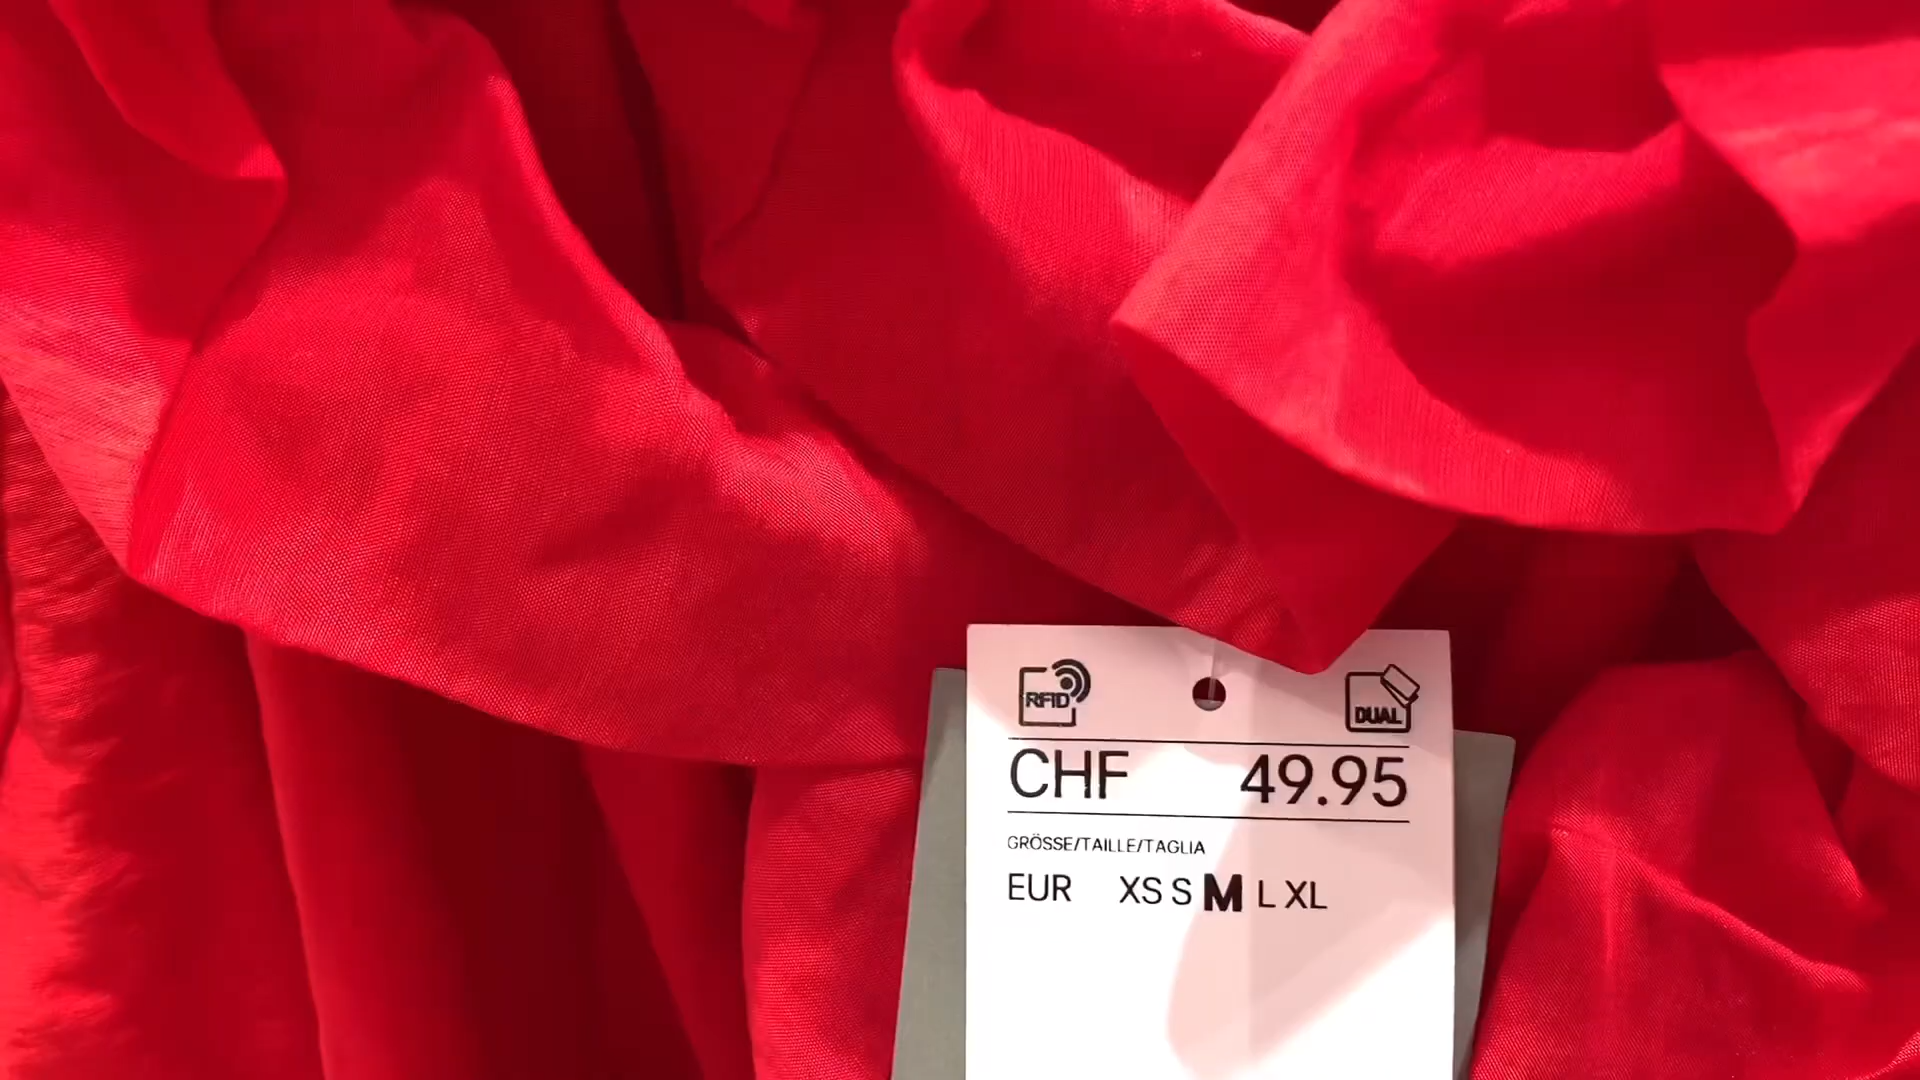 RFID DUAL
CHF 49.95
GRÖSSE/TAILLE/TAGLIA
EUR XS S M L XL